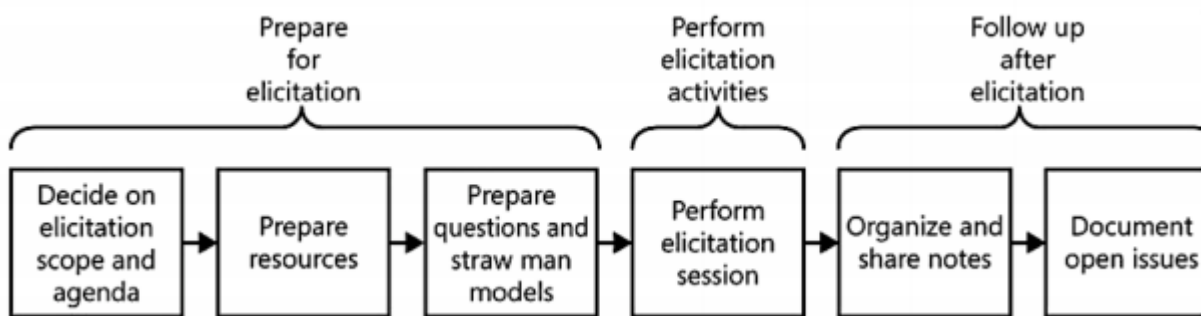 Prepare
for
elicitation
Perform
elicitation
activities
Follow up
after
elicitation
Decide on
elicitation
scope and
agenda
Prepare
resources
Prepare
questions and
straw man
models
Perform
elicitation
session
Organize and
share notes
Document
open issues